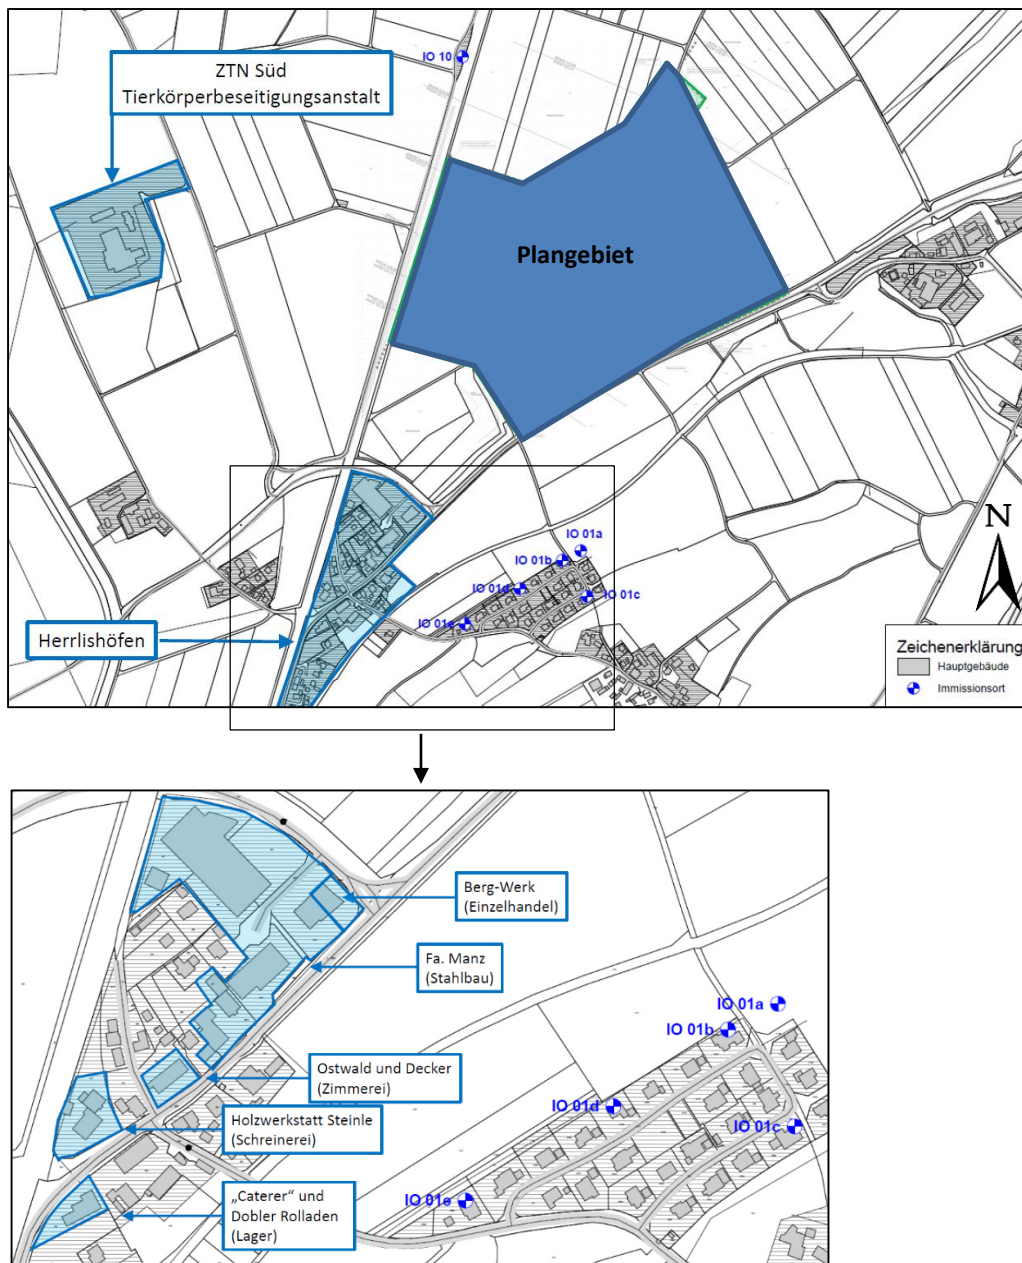 ZTN Süd
Tierkörperbeseitigungsanstalt
IO 10
Plangebiet
IO 01a
IO 01b
IO 01d
IO 01c
IO 01e
N
Herrlishöfen
Zeichenerklärung
Hauptgebäude
Immissionsort
Berg-Werk
(Einzelhandel)
Fa. Manz
(Stahlbau)
IO 01a
IO 01b
Ostwald und Decker
(Zimmerei)
IO 01d
Holzwerkstatt Steinle
(Schreinerei)
IO 01c
„Caterer“ und
Dobler Rolladen
(Lager)
IO 01e